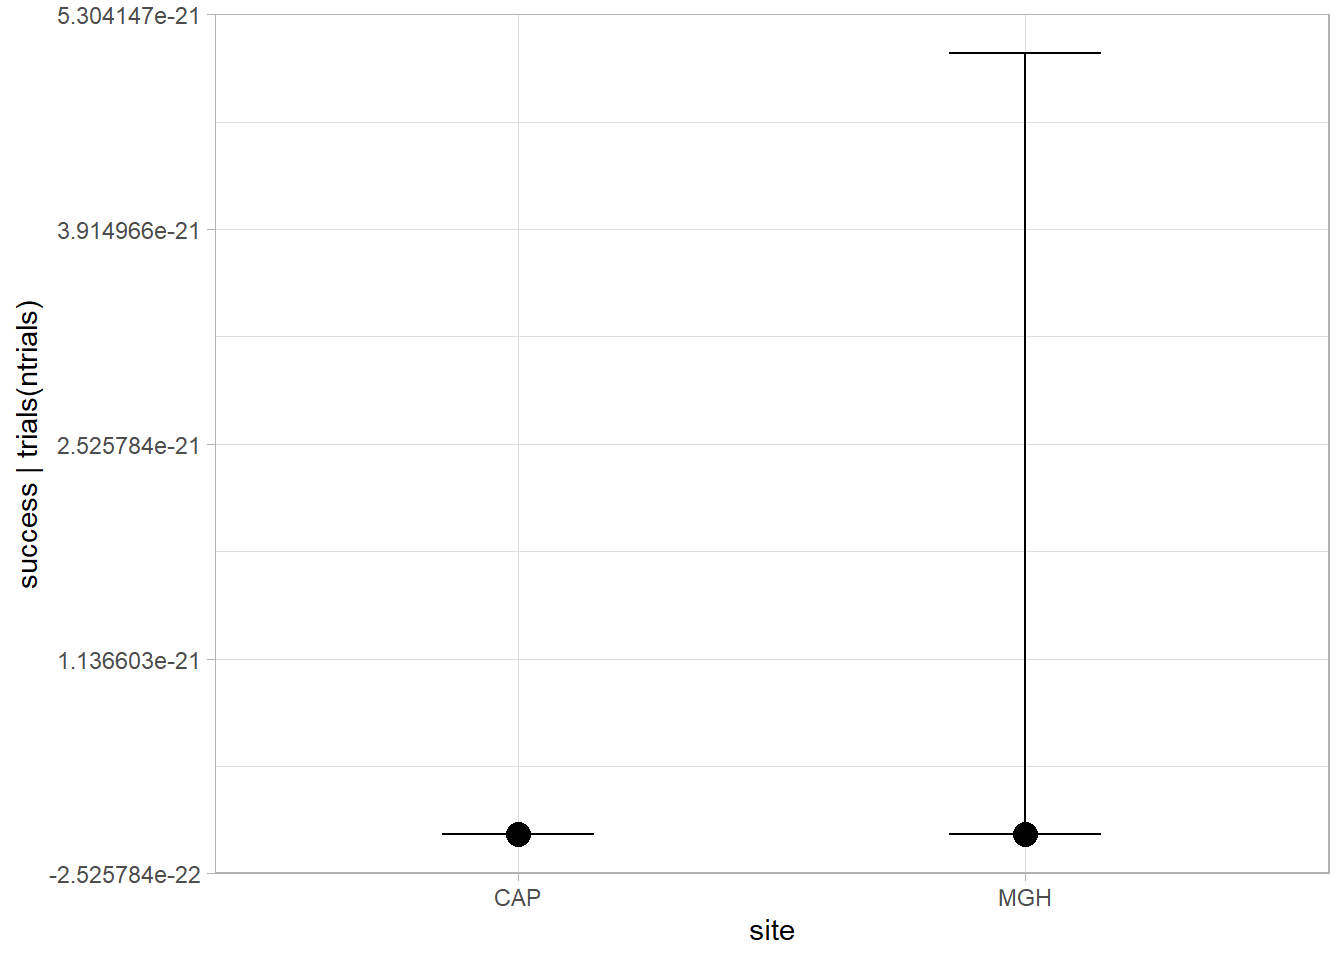 5.304147e-21
3.914966e-21
2.525784e-21
1.136603e-21
-2.525784e-22
success | trials(ntrials)
CAP
MGH
site